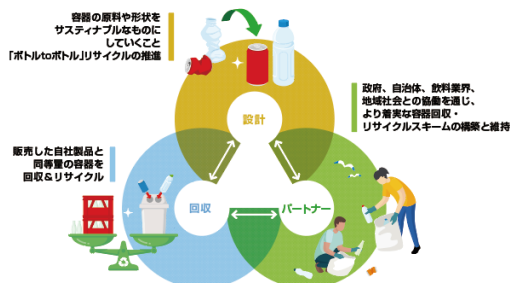 容器の原料や形状を
サスティナブルなものに
していくこと
「ボトルtoボトル」リサイクルの推進
設計
政府、自治体、飲料業界、
地域社会との協働を通じ、
より着実な容器回収・
リサイクルスキームの構築と維持
販売した自社製品と
同等量の容器を
回収&リサイクル
回収
パートナー